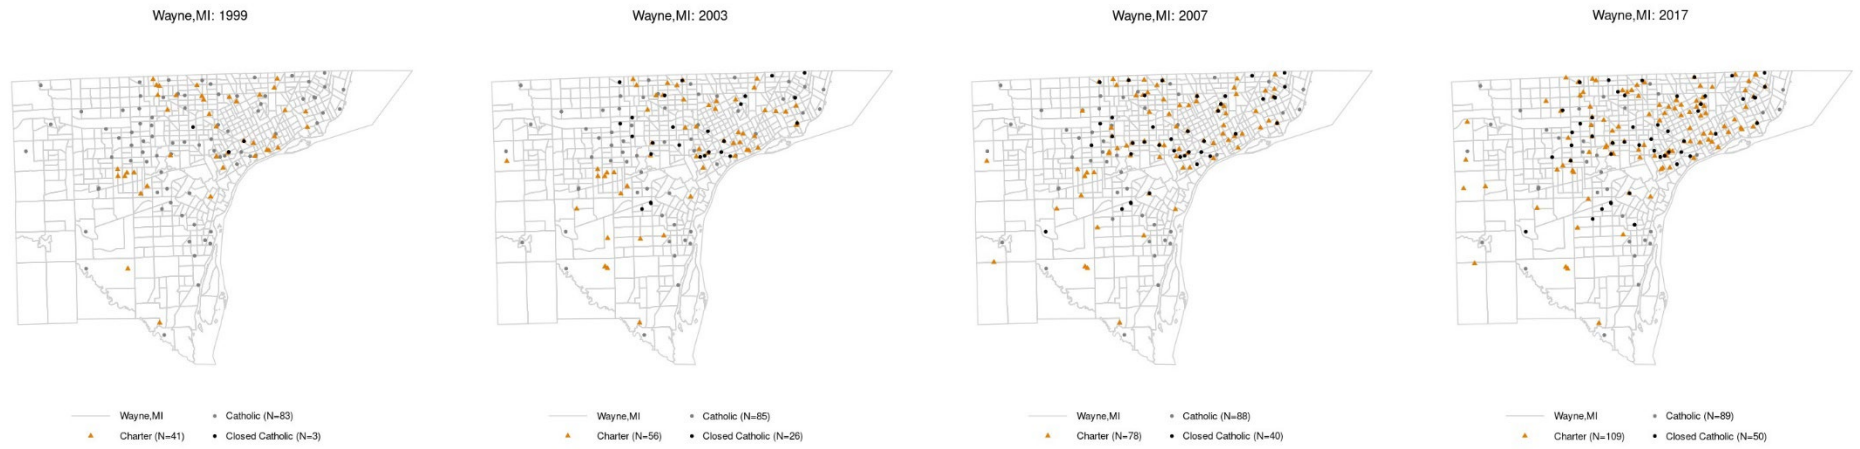 Wayne,MI: 1999
Wayne,MI
Catholic (N=83)
Charter (N=41)
Closed Catholic (N=3)
Wayne,MI: 2003
Wayne,MI
Catholic (N=85)
Charter (N=56)
Closed Catholic (N=26)
Wayne,MI: 2007
Wayne,MI
Catholic (N=88)
Charter (N=78)
Closed Catholic (N=40)
Wayne,MI: 2017
Wayne,MI
Catholic (N=89)
Charter (N=109)
Closed Catholic (N=50)